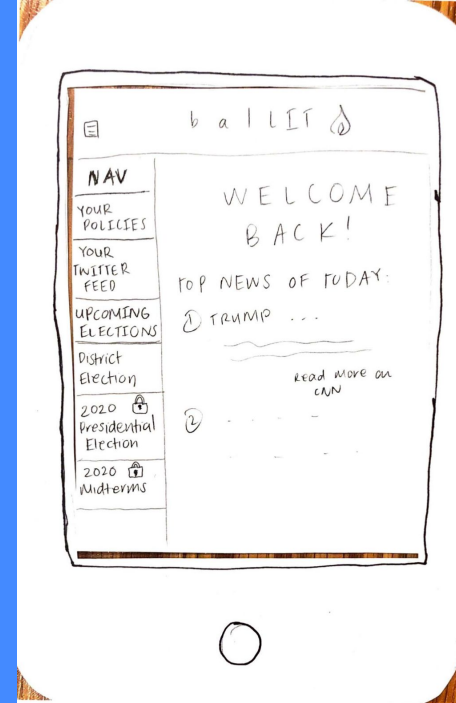 balLIT
NAV
YOUR
POLICIES
YOUR
TWITTER
FEED
UPCOMING
ELECTIONS
District
Election
2020
Presidential
Election
2020
Midterms
WELCOME
BACK!
TOP NEWS OF TODAY:
① TRUMP ...
Read more on
CNN
②